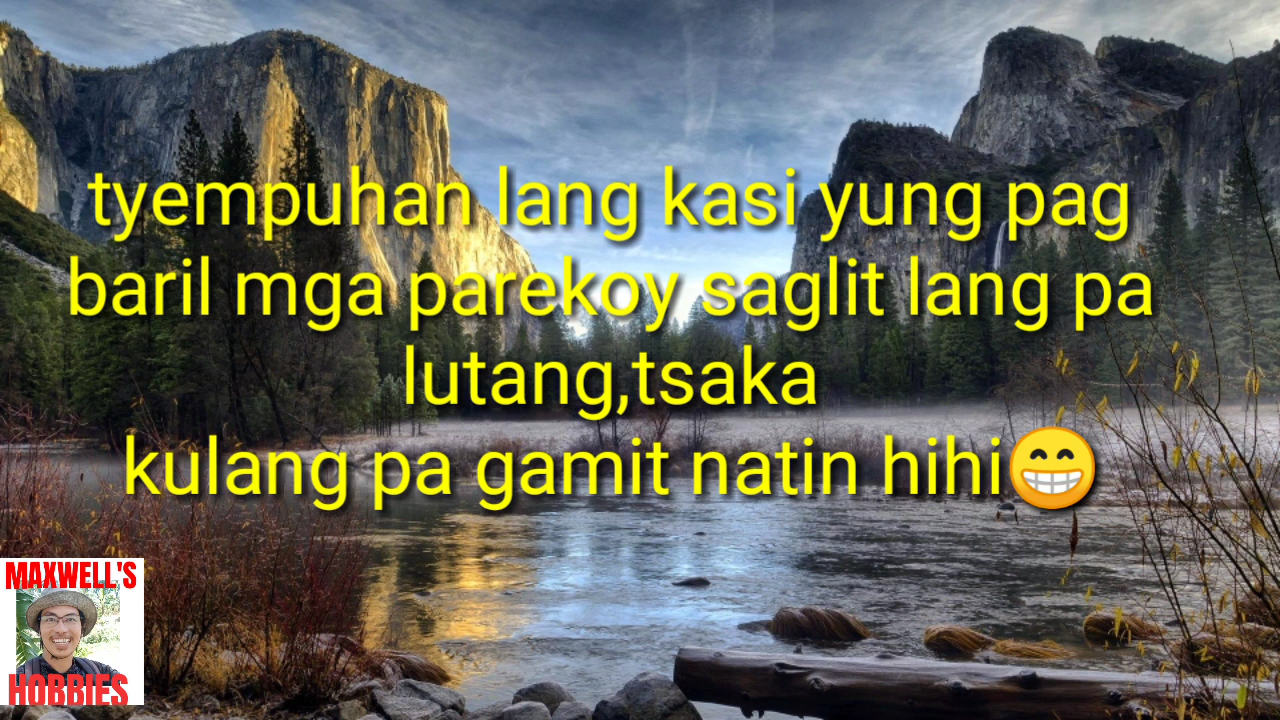 tyempuhan lang kasi yung pag
baril mga parekoy saglit lang pa
lutang,tsaka
kulang pa gamit natin hihi😁
MAXWELL'S
HOBBIES